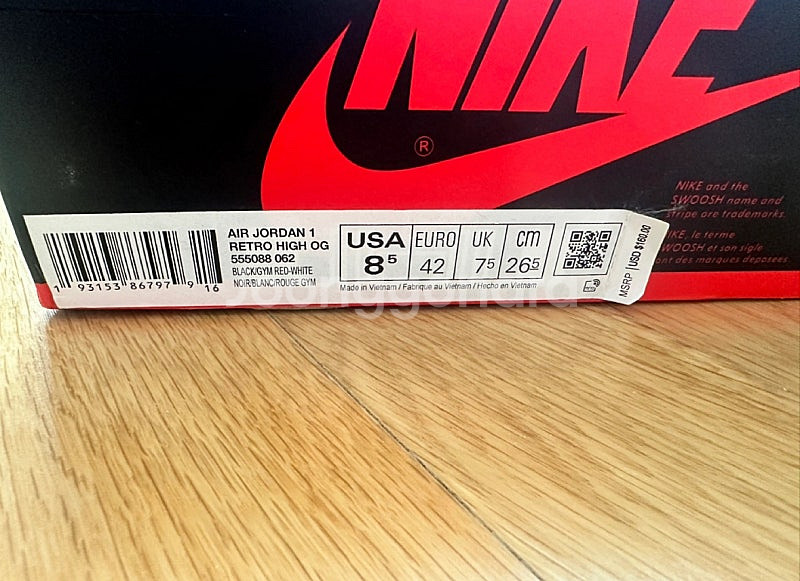 NIKE
®
NIKE and the
SWOOSH name and
stripe are trademarks.
NIKE, le terme
SWOOSH et son sigle
sont des marques deposees.
AIR JORDAN 1
RETRO HIGH OG
555088 062
BLACK/GYM RED-WHITE
NOIR/BLANC/ROUGE GYM
1 93153 86797 9 16
USA
8⁵
EURO
42
UK
7⁵
cm
26⁵
Made in Vietnam / Fabrique au Vietnam / Hecho en Vietnam
MSRP USD $160.00
joonggonara